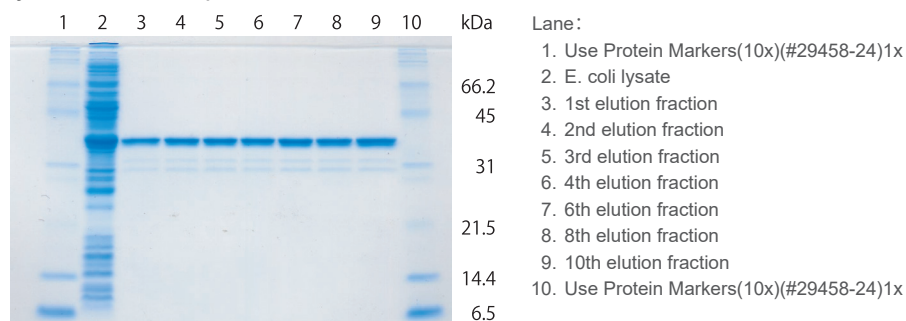 1 2 3 4 5 6 7 8 9 10 kDa
66.2
45
31
21.5
14.4
6.5
Lane:
1. Use Protein Markers(10x)(#29458-24)1x
2. E. coli lysate
3. 1st elution fraction
4. 2nd elution fraction
5. 3rd elution fraction
6. 4th elution fraction
7. 6th elution fraction
8. 8th elution fraction
9. 10th elution fraction
10. Use Protein Markers(10x)(#29458-24)1x